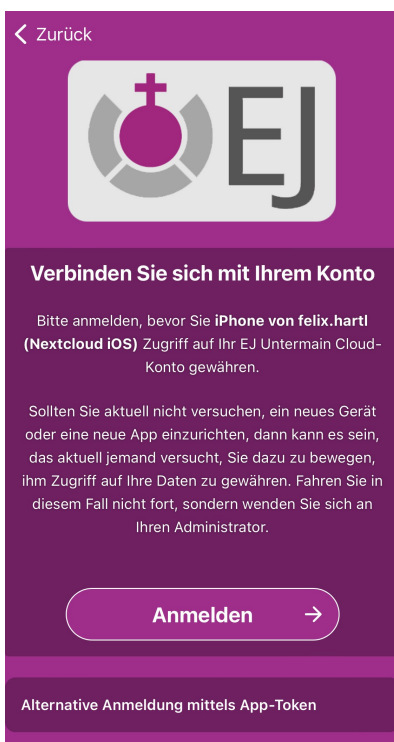 Zurück
EJ
Verbinden Sie sich mit Ihrem Konto
Bitte anmelden, bevor Sie iPhone von felix.hartl
(Nextcloud iOS) Zugriff auf Ihr EJ Untermain Cloud-
Konto gewähren.
Sollten Sie aktuell nicht versuchen, ein neues Gerät
oder eine neue App einzurichten, dann kann es sein,
das aktuell jemand versucht, Sie dazu zu bewegen,
ihm Zugriff auf Ihre Daten zu gewähren. Fahren Sie in
diesem Fall nicht fort, sondern wenden Sie sich an
Ihren Administrator.
Anmelden
Alternative Anmeldung mittels App-Token